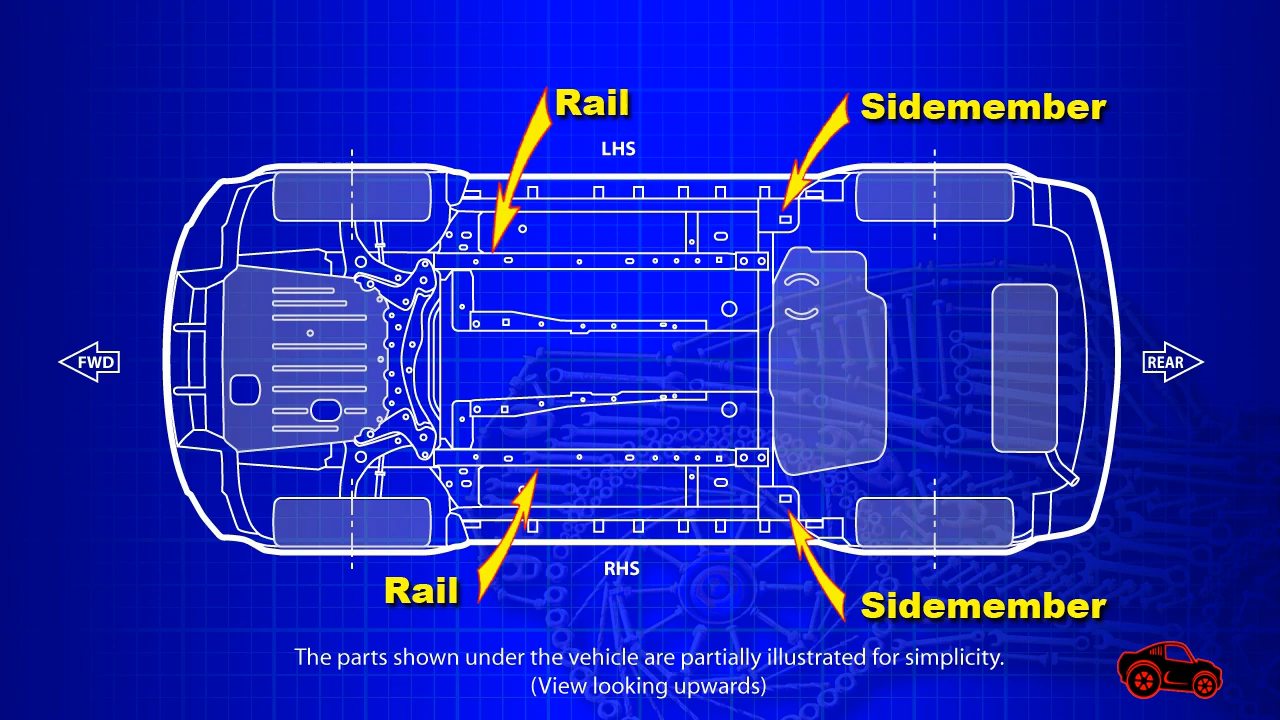 Rail
Sidemember
LHS
FWD
REAR
RHS
Rail
Sidemember
The parts shown under the vehicle are partially illustrated for simplicity.
(View looking upwards)